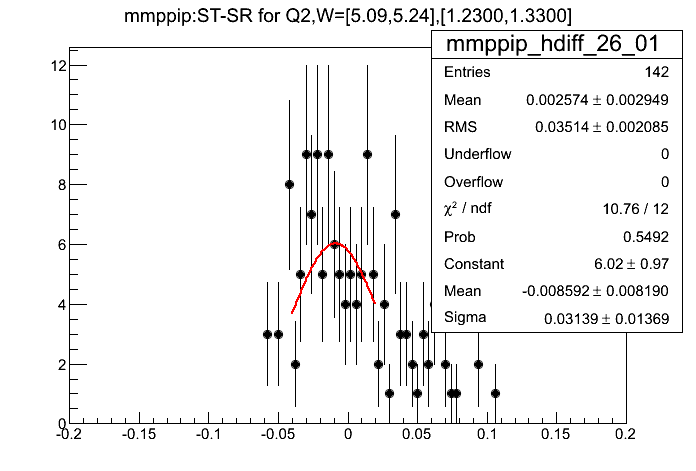 mmppip:ST-SR for Q2,W=[5.09,5.24],[1.2300,1.3300]
mmppip_hdiff_26_01
Entries 142
Mean 0.002574 ± 0.002949
RMS 0.03514 ± 0.002085
Underflow 0
Overflow 0
χ² / ndf 10.76 / 12
Prob 0.5492
Constant 6.02 ± 0.97
Mean -0.008592 ± 0.008190
Sigma 0.03139 ± 0.01369
12
10
8
6
4
2
0
-0.2 -0.15 -0.1 -0.05 0 0.05 0.1 0.15 0.2